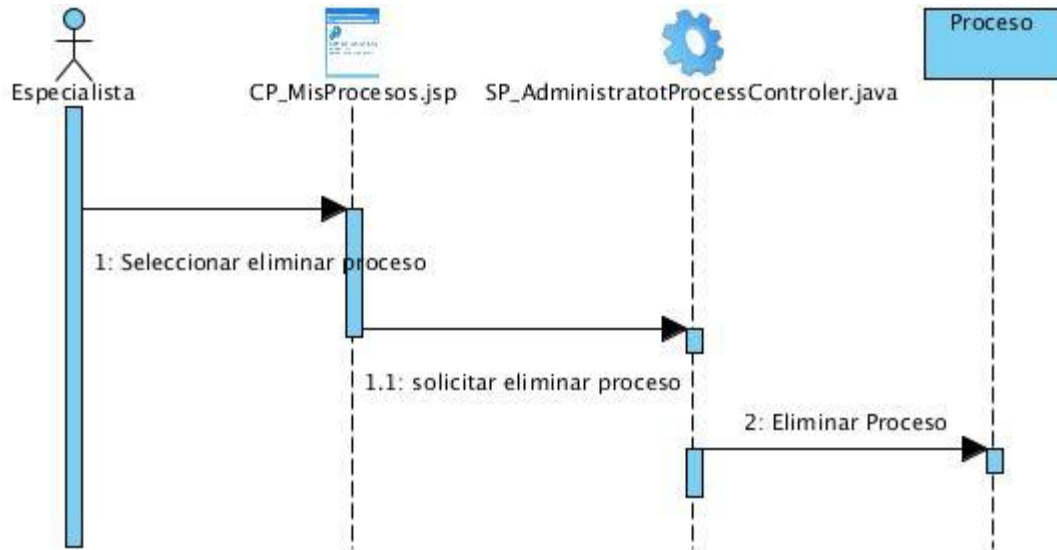 Proceso
Especialista
CP_MisProcesos.jsp
SP_AdministratotProcessControler.java
1: Seleccionar eliminar proceso
1.1: solicitar eliminar proceso
2: Eliminar Proceso